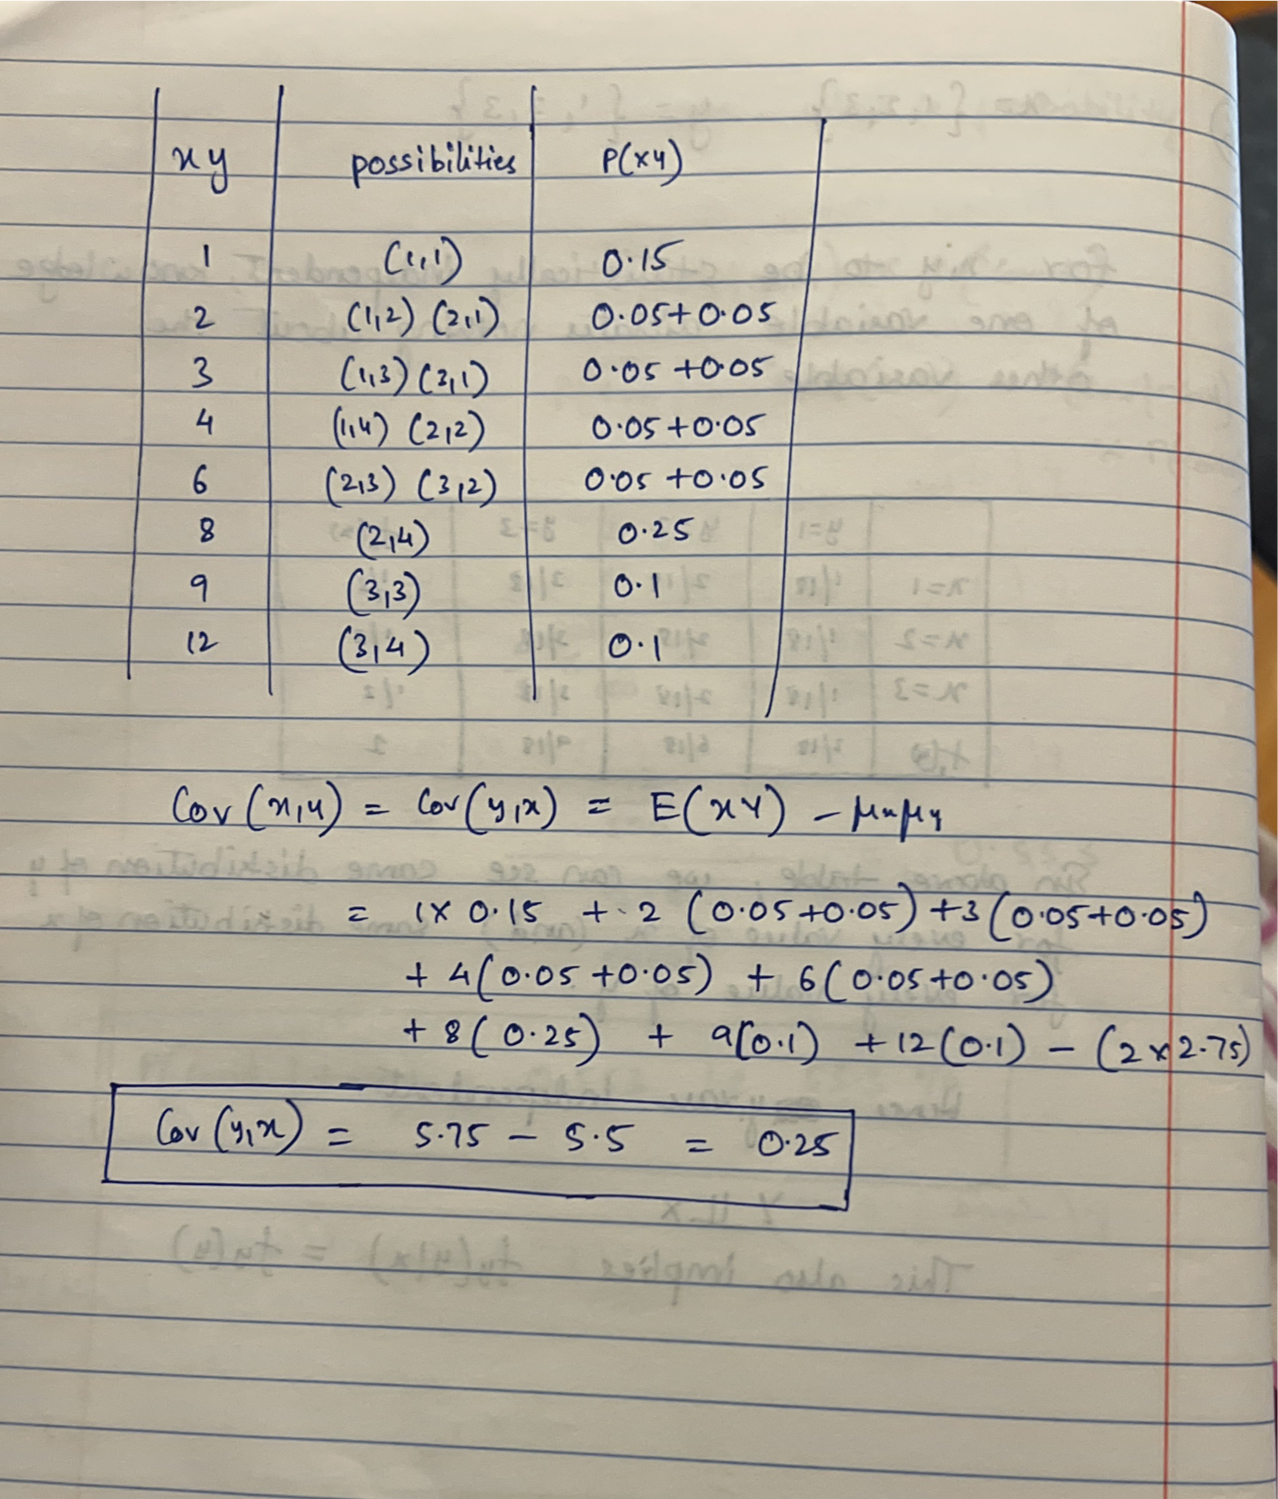 xy possibilities P(xy)
1 (1,1) 0.15
2 (1,2) (2,1) 0.05+0.05
3 (1,3) (3,1) 0.05+0.05
4 (1,4) (2,2) 0.05+0.05
6 (2,3) (3,2) 0.05+0.05
8 (2,4) 0.25
9 (3,3) 0.1
12 (3,4) 0.1
Cov(x,y) = Cov(y,x) = E(xY) - μxμy
= 1x 0.15 + 2 (0.05+0.05) +3(0.05+0.05)
+ 4(0.05+0.05) + 6(0.05+0.05)
+ 8(0.25) + 9(0.1) +12(0.1) - (2x2.75)
Cov(y,x) = 5.75 - 5.5 = 0.25